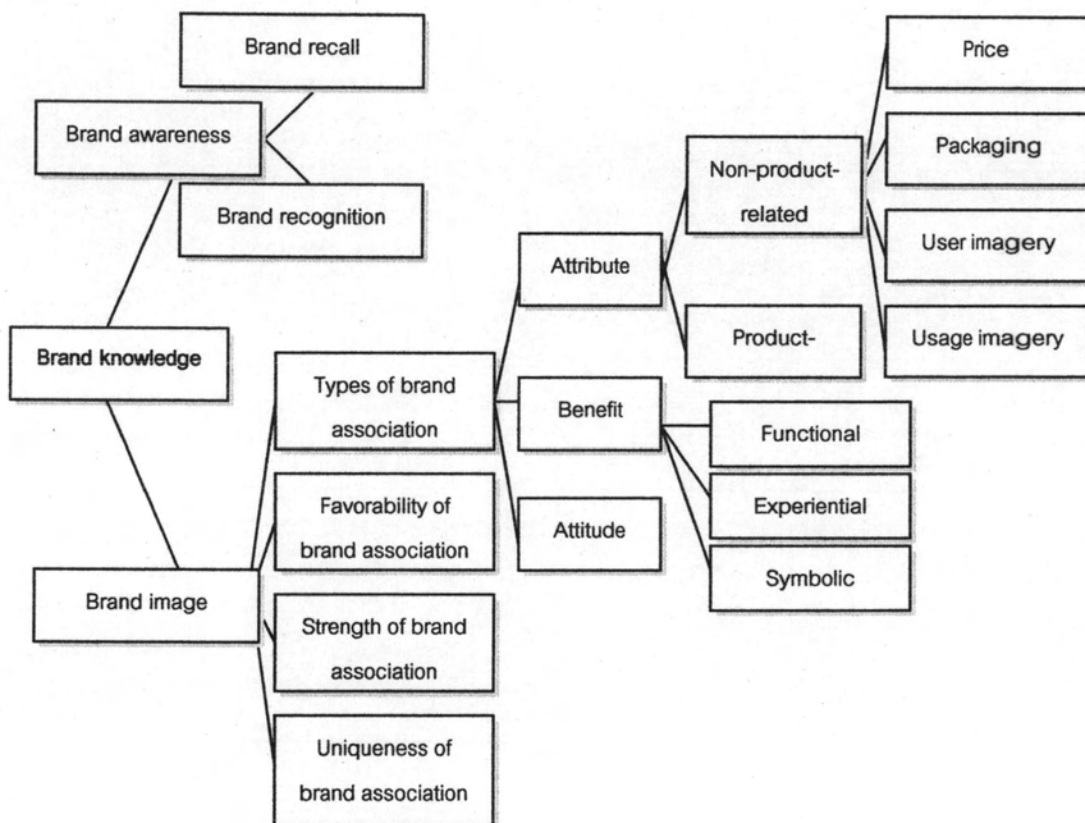 Brand recall
Price
Brand awareness
Packaging
Non-product-
related
Brand recognition
User imagery
Attribute
Product-
Usage imagery
Brand knowledge
Types of brand
association
Benefit
Functional
Favorability of
brand association
Experiential
Attitude
Symbolic
Brand image
Strength of brand
association
Uniqueness of
brand association